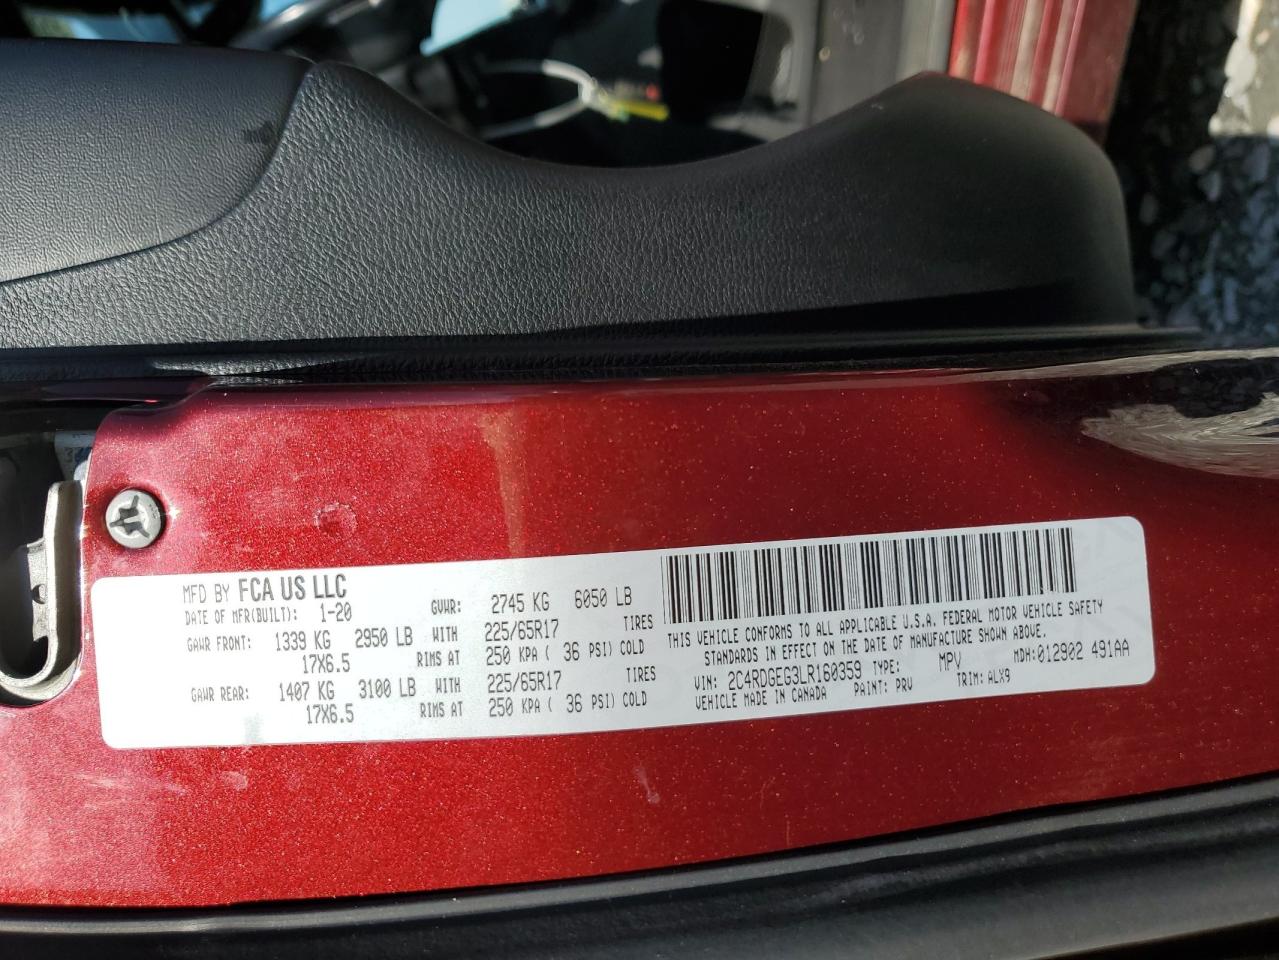 MFD BY FCA US LLC
DATE OF MFR(BUILT): 1-20 GVWR: 2745 KG 6050 LB
GAWR FRONT: 1339 KG 2950 LB WITH 225/65R17 TIRES
17X6.5 RIMS AT 250 KPA ( 36 PSI) COLD
GAWR REAR: 1407 KG 3100 LB WITH 225/65R17 TIRES
17X6.5 RIMS AT 250 KPA ( 36 PSI) COLD
THIS VEHICLE CONFORMS TO ALL APPLICABLE U.S.A. FEDERAL MOTOR VEHICLE SAFETY
STANDARDS IN EFFECT ON THE DATE OF MANUFACTURE SHOWN ABOVE.
VIN: 2C4RDGEG3LR160359 TYPE: MPV MDH:012902 491AA
VEHICLE MADE IN CANADA PAINT: PRV TRIM: ALX9